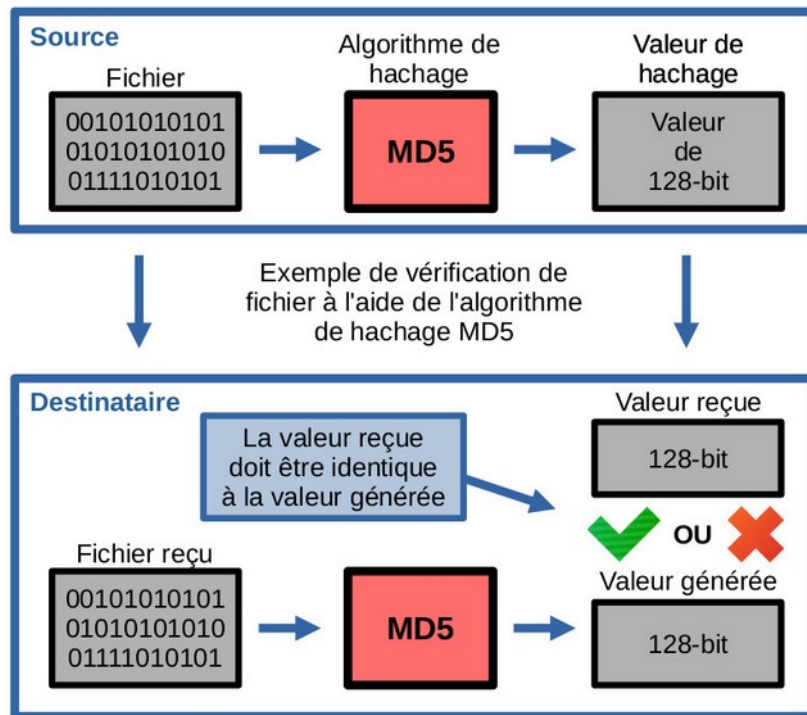 Source
Fichier
Algorithme de
hachage
Valeur de
hachage
00101010101
01010101010
01111010101
MD5
Valeur
de
128-bit
Exemple de vérification de
fichier à l'aide de l'algorithme
de hachage MD5
Destinataire
La valeur reçue
doit être identique
à la valeur générée
Valeur reçue
128-bit
OU
Fichier reçu
00101010101
01010101010
01111010101
MD5
Valeur générée
128-bit